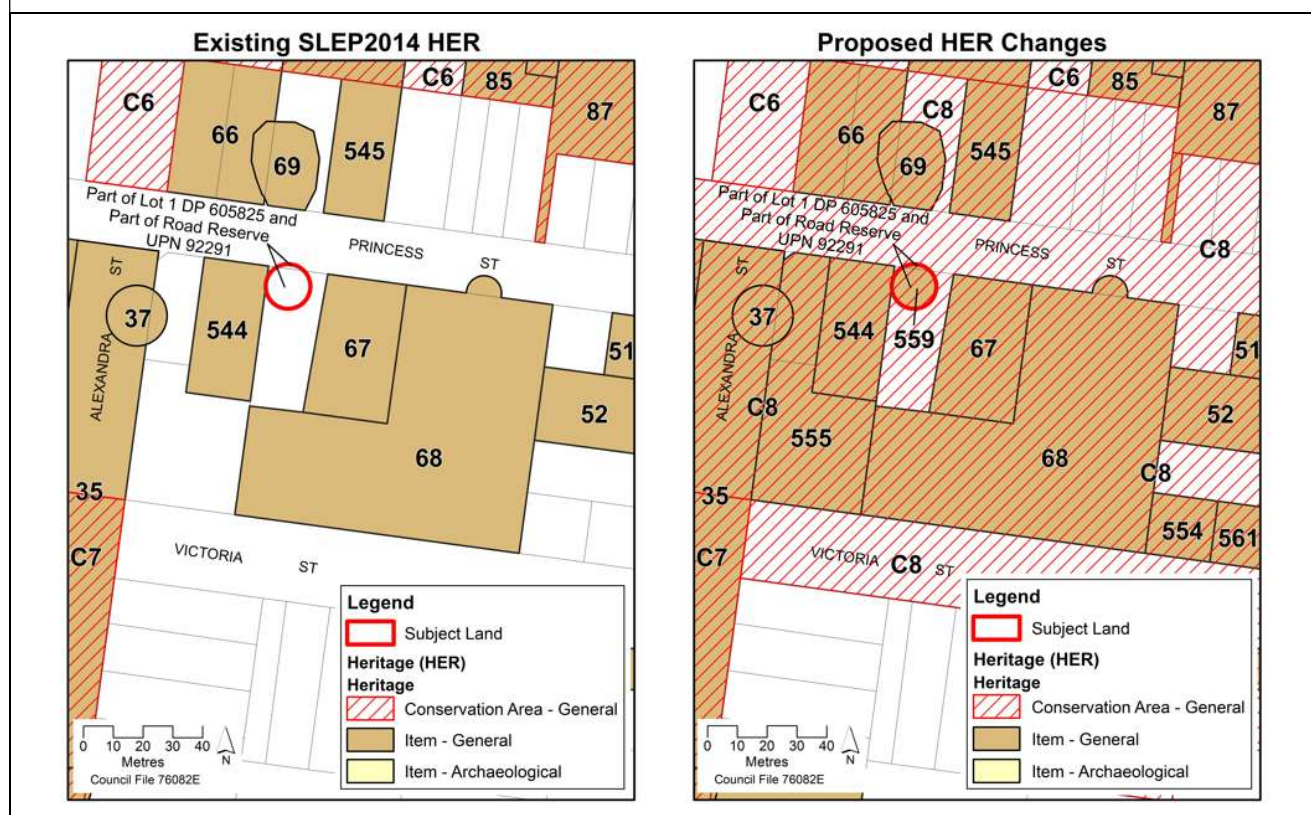 Existing SLEP2014 HER
C6
85
87
66
69
545
Part of Lot 1 DP 605825 and
Part of Road Reserve
UPN 92291
PRINCESS
ST
ST
37
544
67
51
ALEXANDRA
52
68
35
C7
VICTORIA
ST
Legend
Subject Land
Heritage (HER)
Heritage
Conservation Area - General
Item - General
Item - Archaeological
0 10 20 30 40
Metres
N
Council File 76082E
Proposed HER Changes
C6
C6
85
87
C8
66
69
545
Part of Lot 1 DP 605825 and
Part of Road Reserve
UPN 92291
PRINCESS
ST
C8
ST
37
544
559
67
51
ALEXANDRA
C8
52
555
68
C8
35
554
561
C7
VICTORIA
C8
ST
Legend
Subject Land
Heritage (HER)
Heritage
Conservation Area - General
Item - General
Item - Archaeological
0 10 20 30 40
Metres
N
Council File 76082E